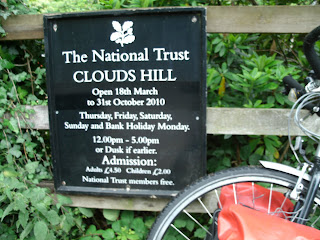 The National Trust
CLOUDS HILL
Open 18th March
to 31st October 2010
Thursday, Friday, Saturday,
Sunday and Bank Holiday Monday.
12.00pm - 5.00pm
or Dusk if earlier.
Admission:
Adults £4.50 Children £2.00
National Trust members free.